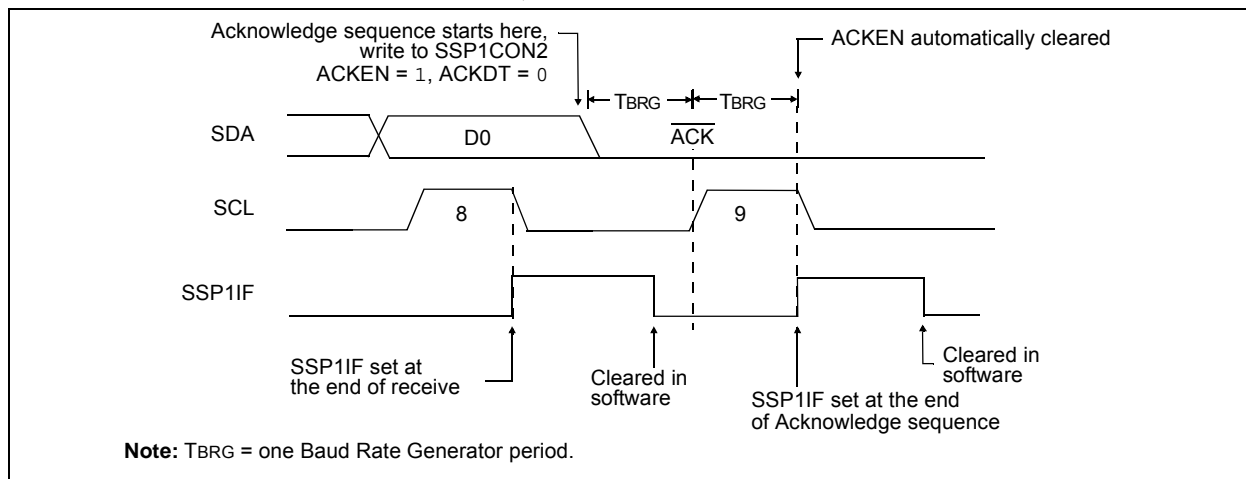 Acknowledge sequence starts here,
write to SSP1CON2
ACKEN = 1, ACKDT = 0
ACKEN automatically cleared
TBRG
TBRG
SDA
D0
ACK
SCL
8
9
SSP1IF
SSP1IF set at
the end of receive
Cleared in
software
SSP1IF set at the end
of Acknowledge sequence
Cleared in
software
Note: TBRG = one Baud Rate Generator period.